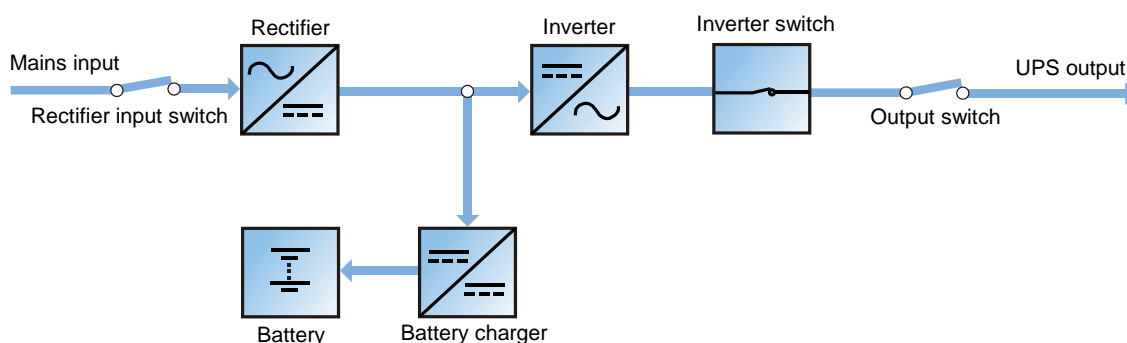 Rectifier
Inverter
Inverter switch
Mains input
UPS output
Rectifier input switch
Output switch
Battery
Battery charger